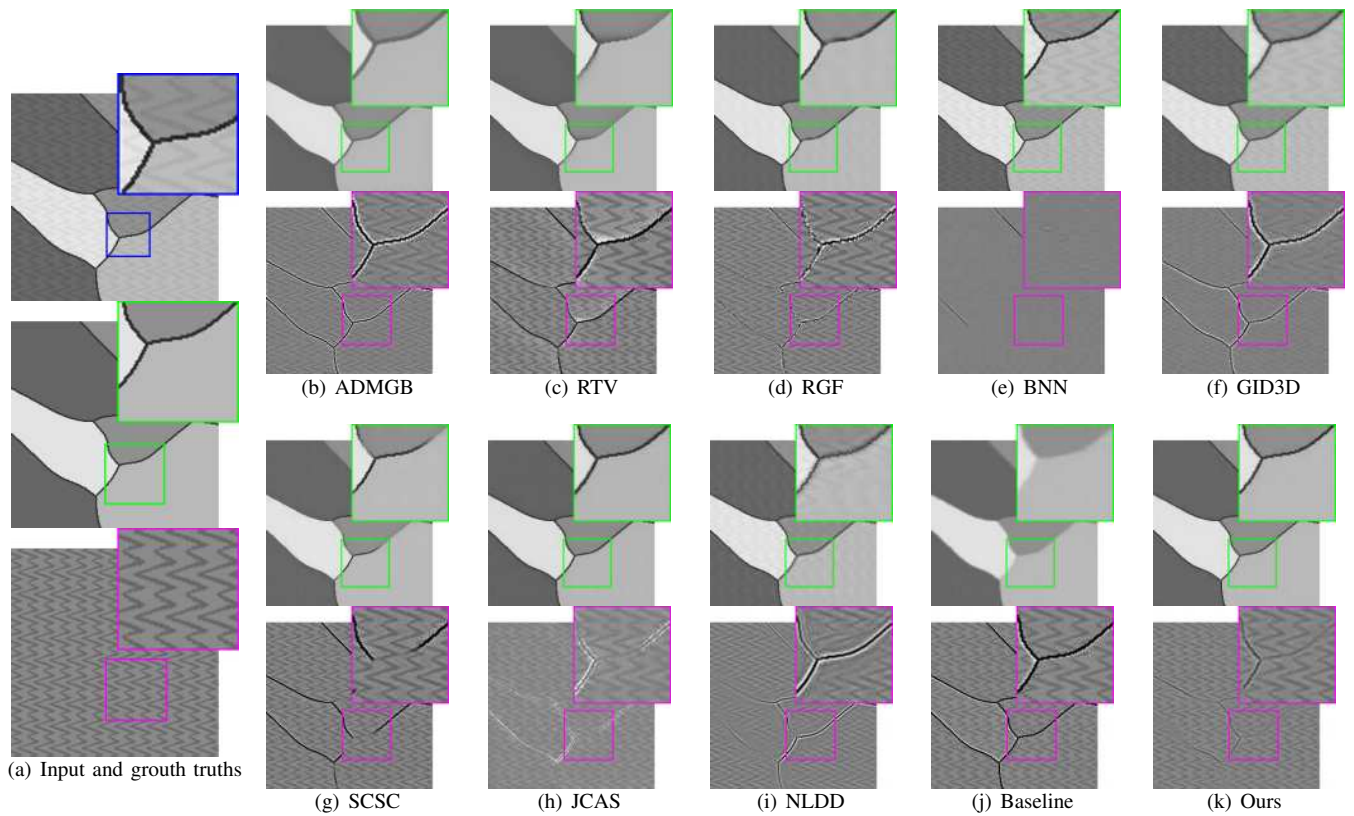 (b) ADMGB
(c) RTV
(d) RGF
(e) BNN
(f) GID3D
(a) Input and grouth truths
(g) SCSC
(h) JCAS
(i) NLDD
(j) Baseline
(k) Ours